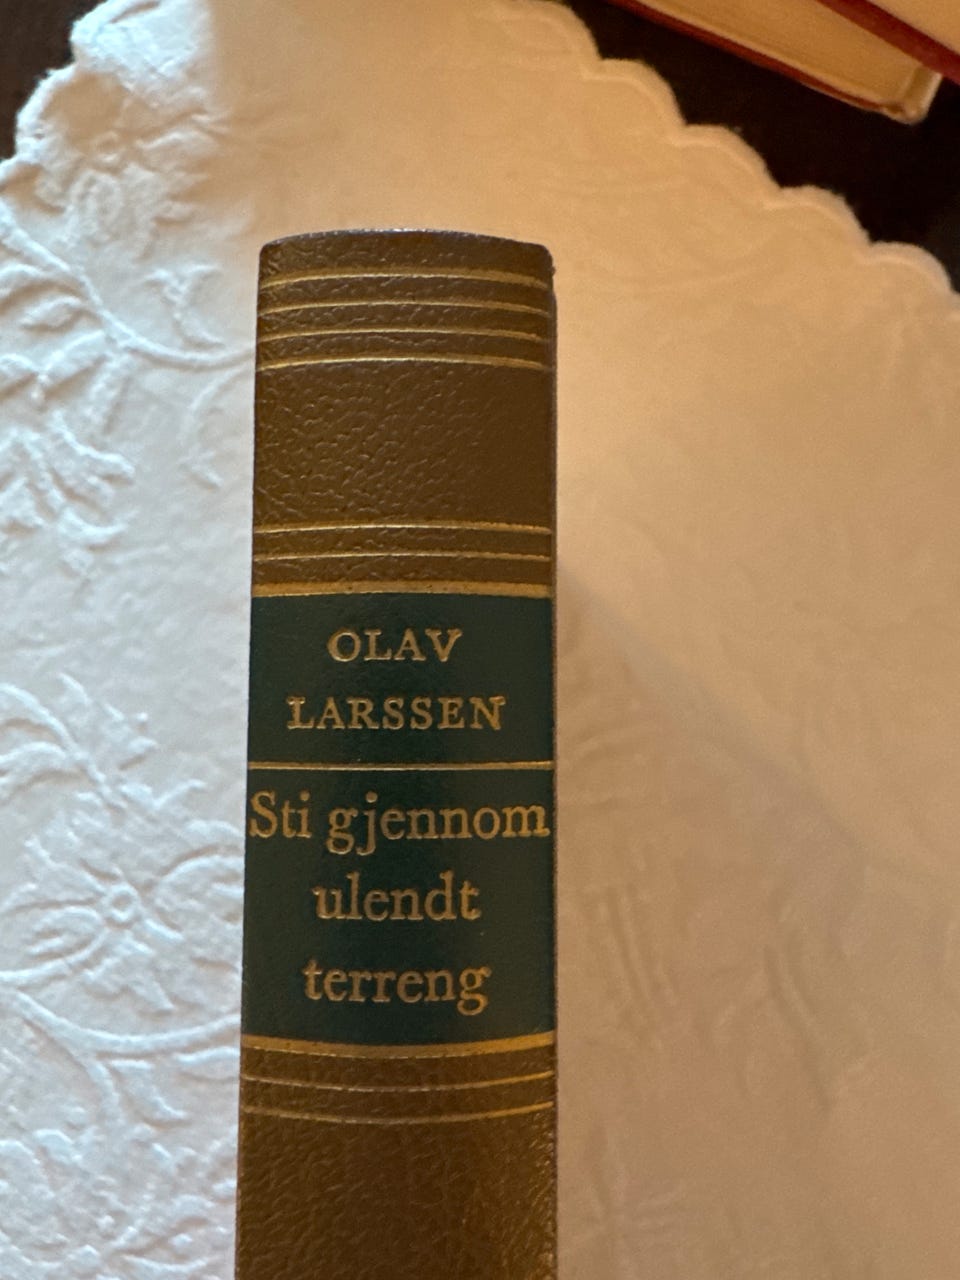 OLAV
LARSSEN
Sti gjennom
ulendt
terreng